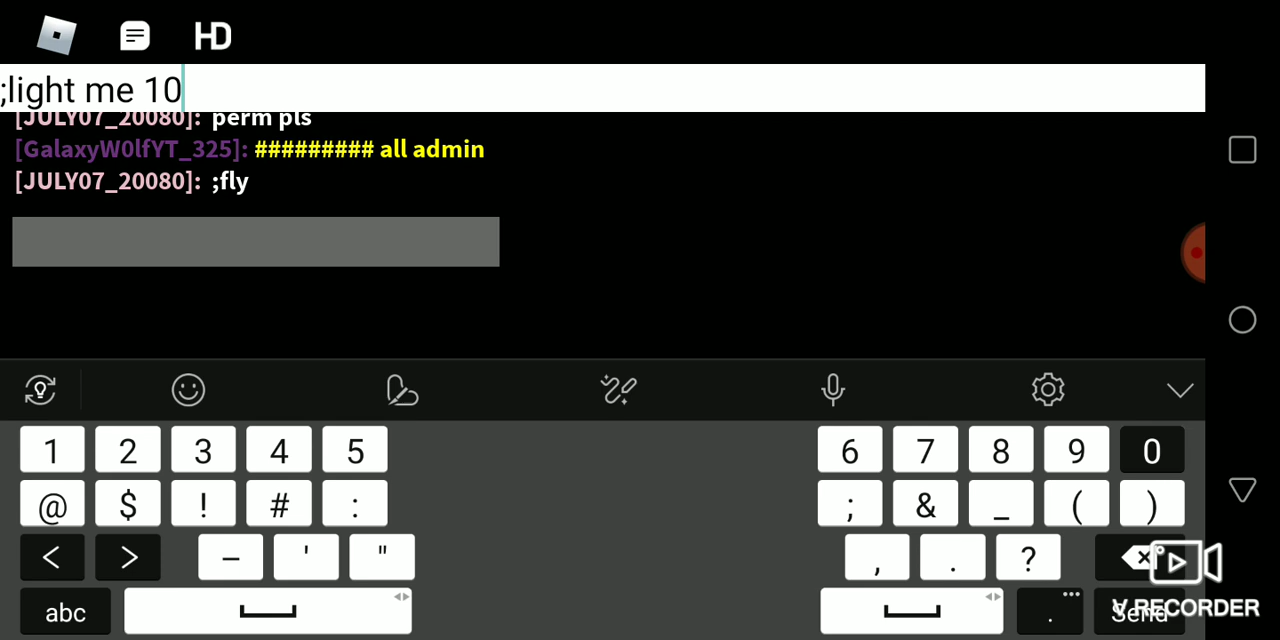 HD
;light me 10
[JULY07_20080]: perm pls
[GalaxyW0lfYT_325]: ######### all admin
[JULY07_20080]: ;fly
1 2 3 4 5 6 7 8 9 0
@ $ ! # : ; & _ ( )
< > – ' " , . ?
abc . ••• Send
V RECORDER